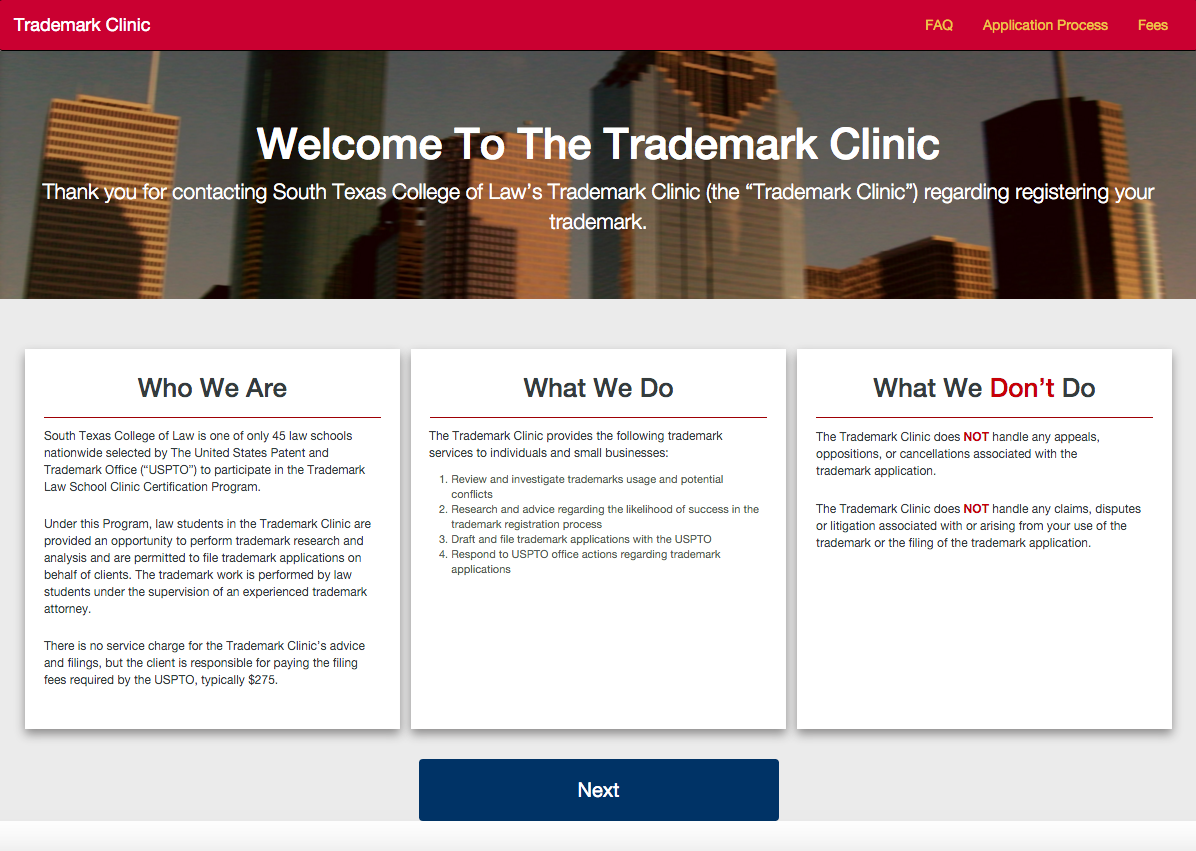 Trademark Clinic
FAQ
Application Process
Fees
Welcome To The Trademark Clinic
Thank you for contacting South Texas College of Law’s Trademark Clinic (the “Trademark Clinic”) regarding registering your
trademark.
Who We Are
South Texas College of Law is one of only 45 law schools
nationwide selected by The United States Patent and
Trademark Office (“USPTO”) to participate in the Trademark
Law School Clinic Certification Program.
Under this Program, law students in the Trademark Clinic are
provided an opportunity to perform trademark research and
analysis and are permitted to file trademark applications on
behalf of clients. The trademark work is performed by law
students under the supervision of an experienced trademark
attorney.
There is no service charge for the Trademark Clinic’s advice
and filings, but the client is responsible for paying the filing
fees required by the USPTO, typically $275.
What We Do
The Trademark Clinic provides the following trademark
services to individuals and small businesses:
1. Review and investigate trademarks usage and potential
conflicts
2. Research and advice regarding the likelihood of success in the
trademark registration process
3. Draft and file trademark applications with the USPTO
4. Respond to USPTO office actions regarding trademark
applications
What We Don’t Do
The Trademark Clinic does NOT handle any appeals,
oppositions, or cancellations associated with the
trademark application.
The Trademark Clinic does NOT handle any claims, disputes
or litigation associated with or arising from your use of the
trademark or the filing of the trademark application.
Next